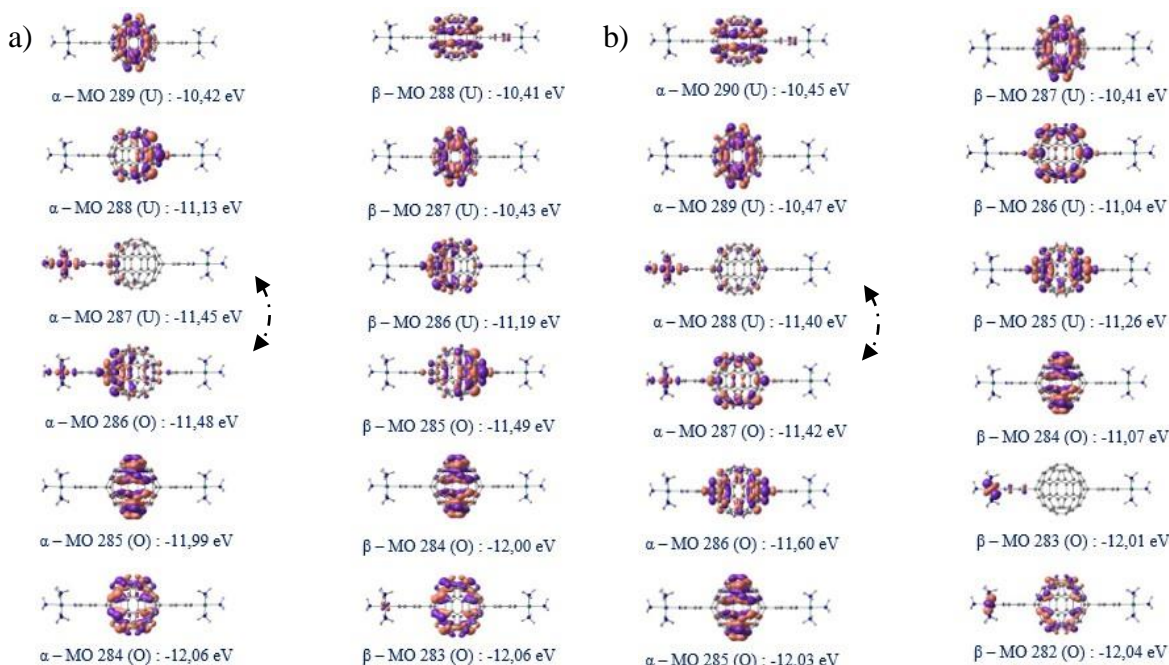 a)
α – MO 289 (U) : -10,42 eV
β – MO 288 (U) : -10,41 eV
α – MO 288 (U) : -11,13 eV
β – MO 287 (U) : -10,43 eV
α – MO 287 (U) : -11,45 eV
β – MO 286 (U) : -11,19 eV
α – MO 286 (O) : -11,48 eV
β – MO 285 (O) : -11,49 eV
α – MO 285 (O) : -11,99 eV
β – MO 284 (O) : -12,00 eV
α – MO 284 (O) : -12,06 eV
β – MO 283 (O) : -12,06 eV
b)
α – MO 290 (U) : -10,45 eV
β – MO 287 (U) : -10,41 eV
α – MO 289 (U) : -10,47 eV
β – MO 286 (U) : -11,04 eV
α – MO 288 (U) : -11,40 eV
β – MO 285 (U) : -11,26 eV
α – MO 287 (O) : -11,42 eV
β – MO 284 (O) : -11,07 eV
α – MO 286 (O) : -11,60 eV
β – MO 283 (O) : -12,01 eV
α – MO 285 (O) : -12,03 eV
β – MO 282 (O) : -12,04 eV